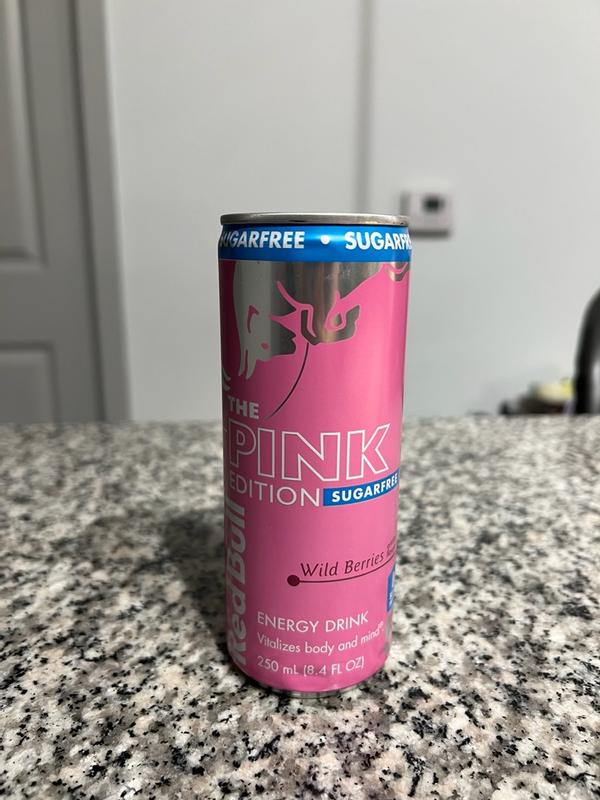 SUGARFREE • SUGARFREE
THE
PINK
EDITION SUGARFREE
Red Bull
Wild Berries
ENERGY DRINK
Vitalizes body and mind®
250 mL (8.4 FL OZ)